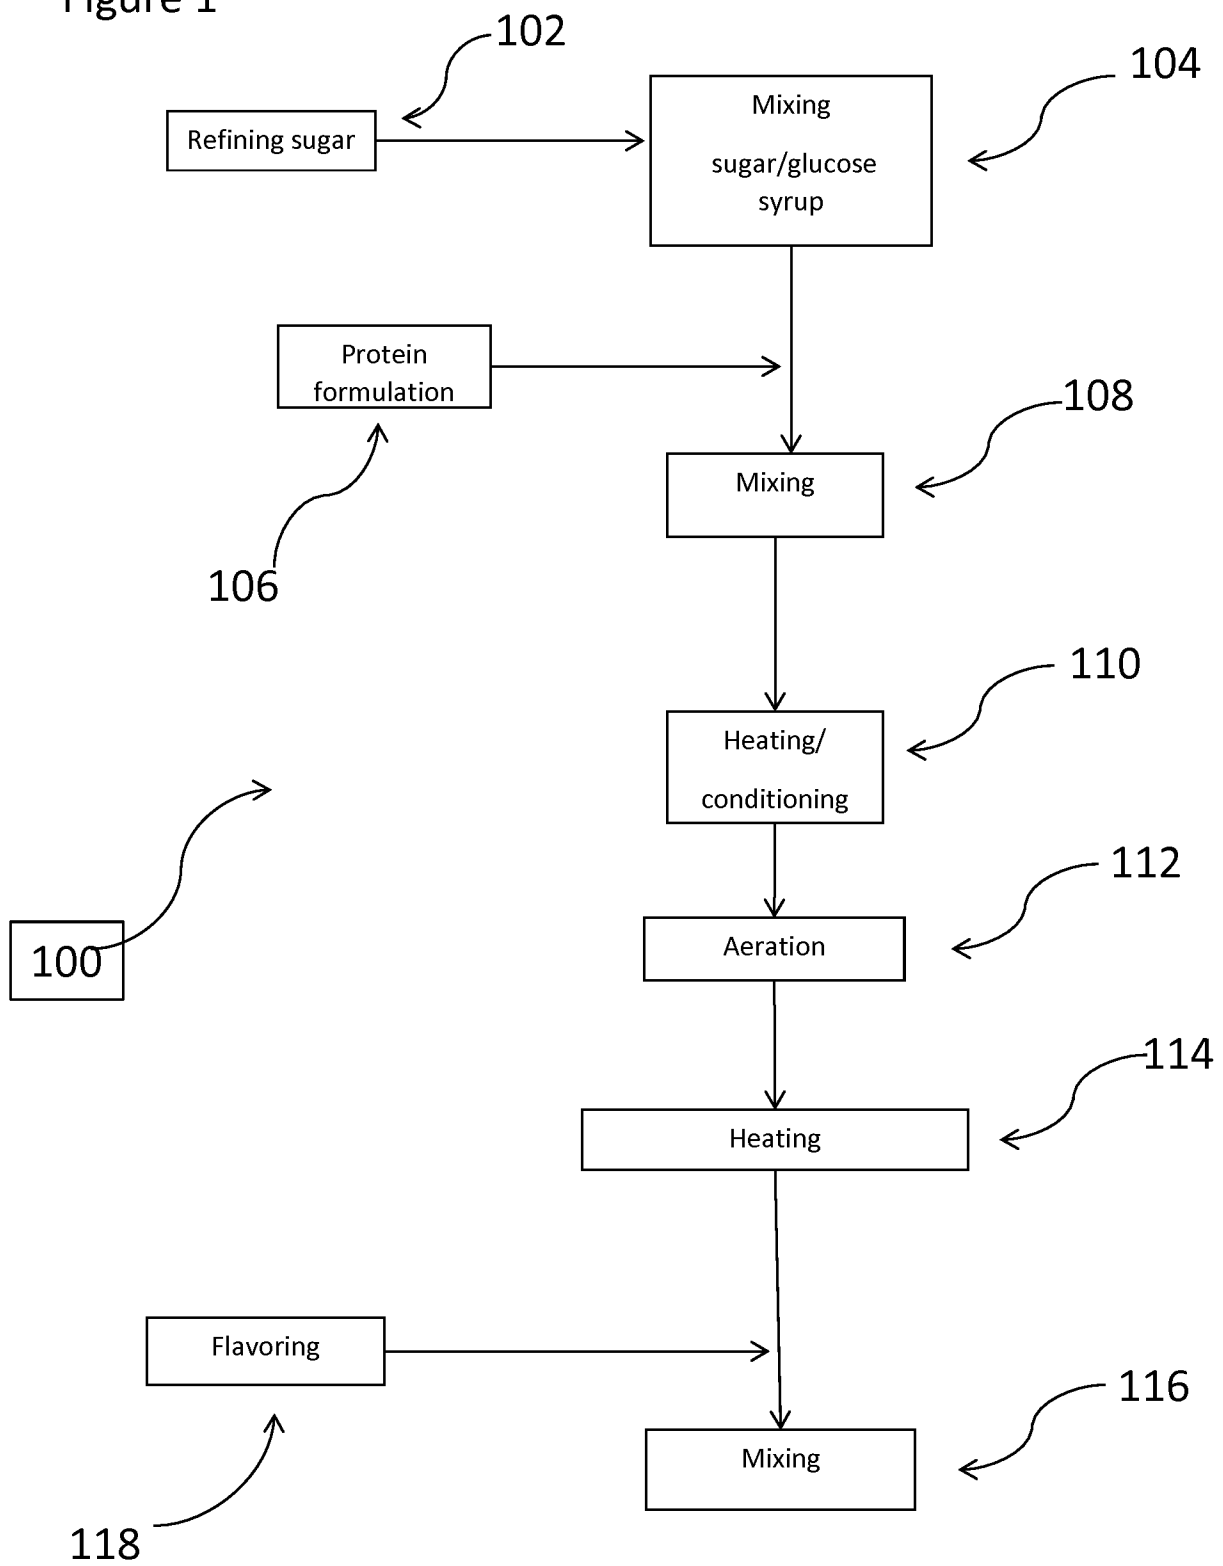 Figure 1
102
104
Refining sugar
Mixing
sugar/glucose
syrup
Protein
formulation
108
Mixing
106
110
Heating/
conditioning
112
100
Aeration
114
Heating
Flavoring
116
Mixing
118